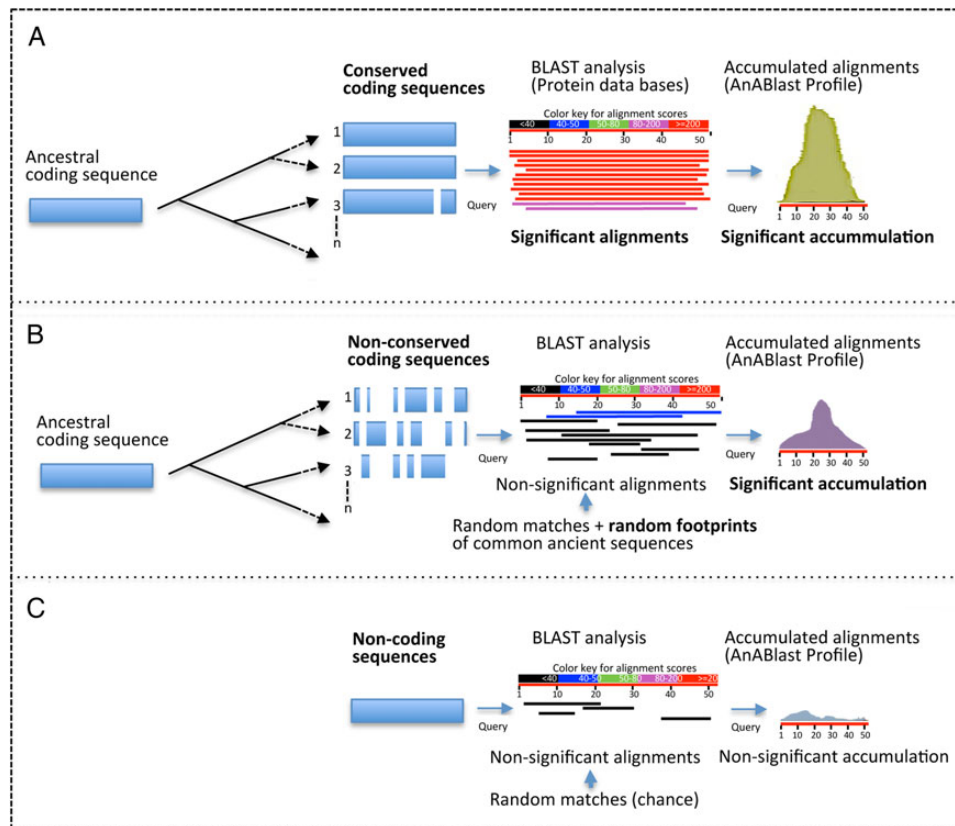 A
Conserved
coding sequences
BLAST analysis
(Protein data bases)
Accumulated alignments
(AnABlast Profile)
Color key for alignment scores
<40 40-50 50-80 80-200 >=200
1 10 20 30 40 50
Ancestral
coding sequence
1
2
3
n
Query
Query
1 10 20 30 40 50
Significant alignments
Significant accummulation
B
Non-conserved
coding sequences
BLAST analysis
Accumulated alignments
(AnABlast Profile)
Color key for alignment scores
<40 40-50 50-80 80-200 >=200
1 10 20 30 40 50
Ancestral
coding sequence
1
2
3
n
Query
Query
1 10 20 30 40 50
Non-significant alignments
Significant accumulation
Random matches + random footprints
of common ancient sequences
C
Non-coding
sequences
BLAST analysis
Accumulated alignments
(AnABlast Profile)
Color key for alignment scores
<40 40-50 50-80 80-200 >=20
1 10 20 30 40 50
Query
Query
1 10 20 30 40 50
Non-significant alignments
Non-significant accumulation
Random matches (chance)